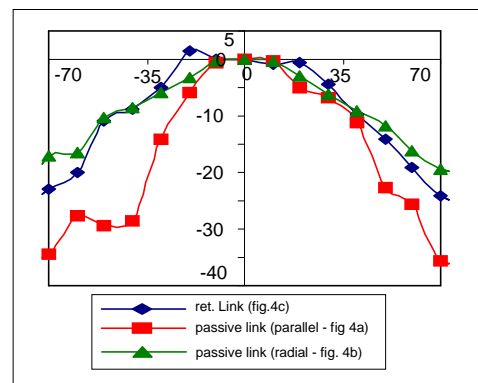 5
-70 -35 -0 0 35 70
-10
-20
-30
-40
ret. Link (fig.4c)
passive link (parallel - fig 4a)
passive link (radial - fig. 4b)